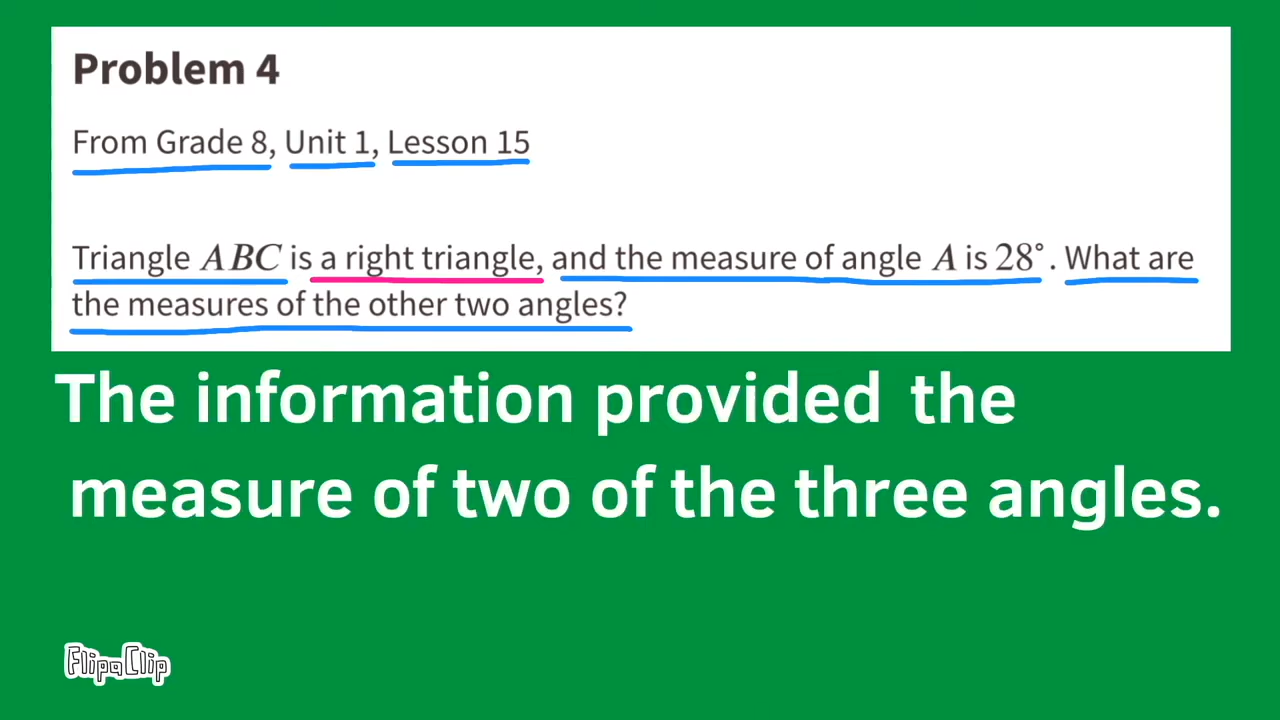 Problem 4
From Grade 8, Unit 1, Lesson 15
Triangle ABC is a right triangle, and the measure of angle A is 28°. What are
the measures of the other two angles?
The information provided the
measure of two of the three angles.
FlipaClip